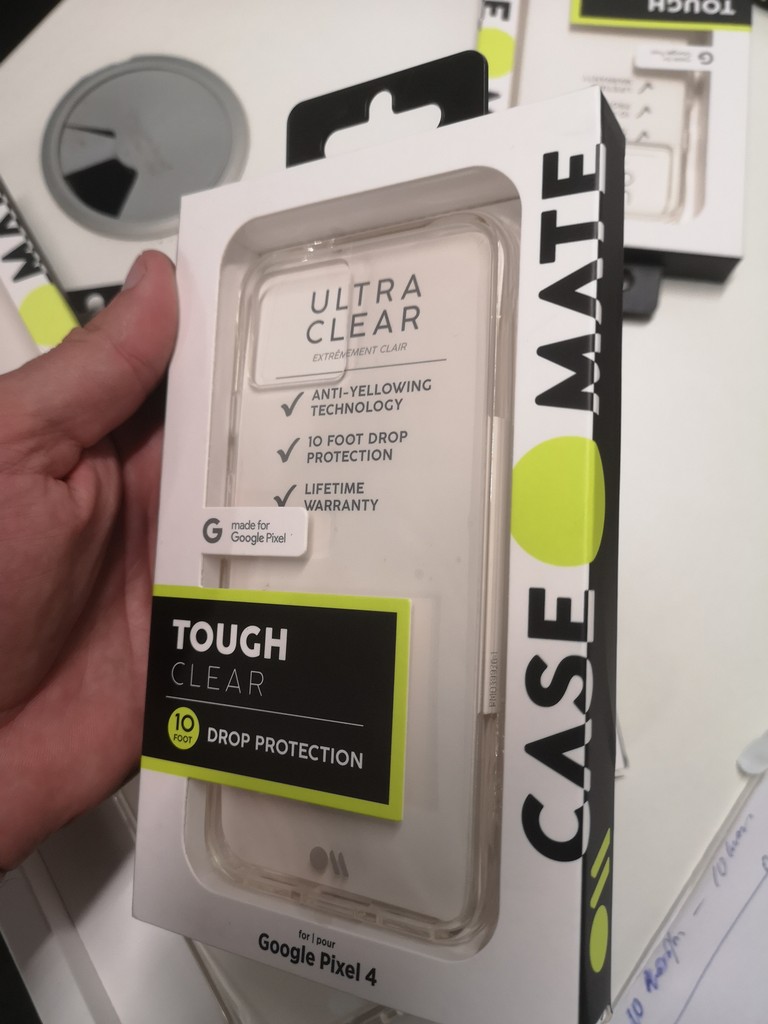 ULTRA
CLEAR
EXTRÊMEMENT CLAIR
ANTI-YELLOWING
TECHNOLOGY
10 FOOT DROP
PROTECTION
LIFETIME
WARRANTY
G made for
Google Pixel
TOUGH
CLEAR
10
FOOT
DROP PROTECTION
for | pour
Google Pixel 4
CASE MATE
TOUGH